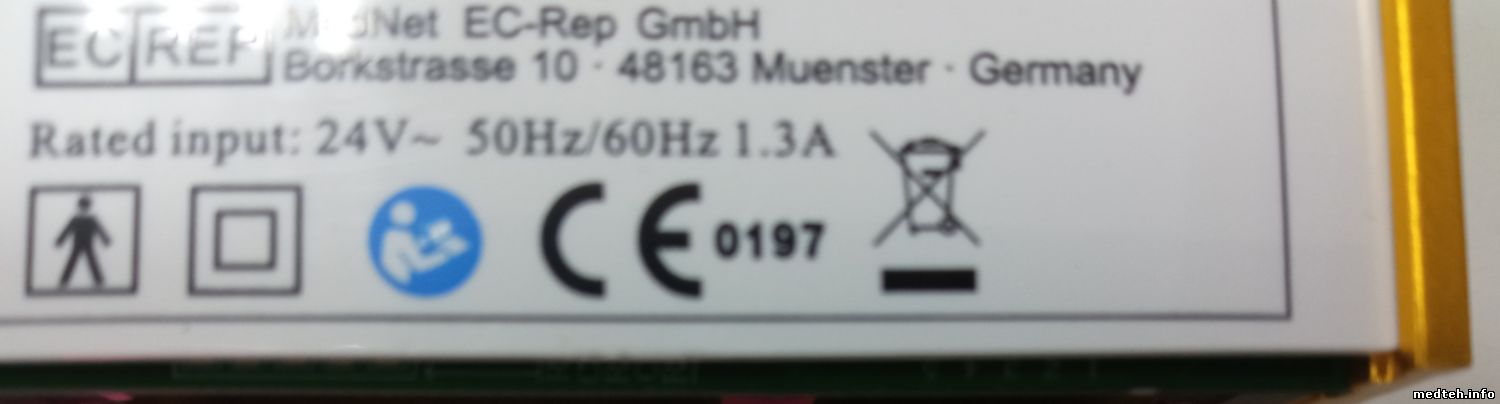 EC REP
MedNet EC-Rep GmbH
Borkstrasse 10 · 48163 Muenster · Germany
Rated input: 24V~ 50Hz/60Hz 1.3A
CE 0197
medteh.info